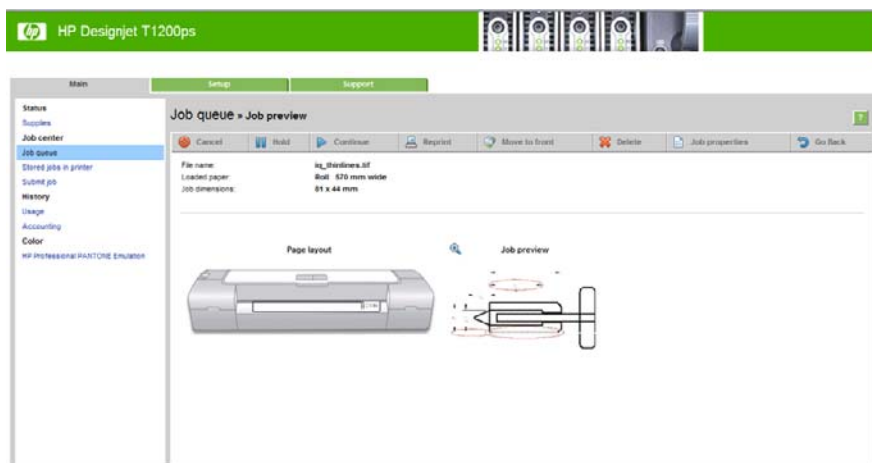 hp HP Designjet T1200ps
Main Setup Support
Status
Supplies
Job center
Job queue
Stored jobs in printer
Submit job
History
Usage
Accounting
Color
HP Professional PANTONE Emulation
Job queue » Job preview
?
Cancel Hold Continue Reprint Move to front Delete Job properties Go Back
File name: iq_thinlines.tif
Loaded paper: Roll 570 mm wide
Job dimensions: 81 x 44 mm
Page layout
Job preview